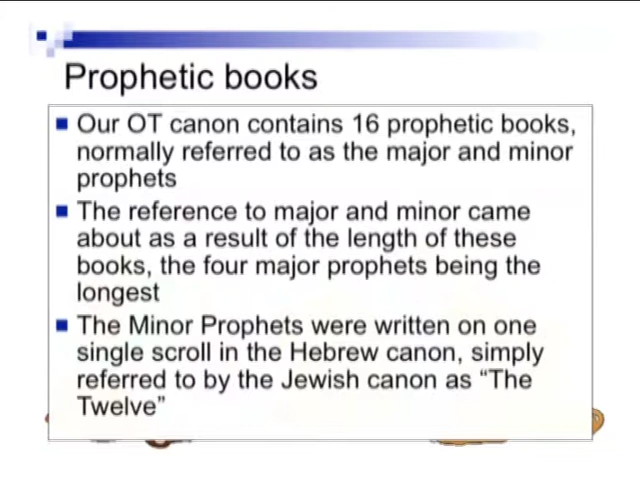 Prophetic books
Our OT canon contains 16 prophetic books,
normally referred to as the major and minor
prophets
The reference to major and minor came
about as a result of the length of these
books, the four major prophets being the
longest
The Minor Prophets were written on one
single scroll in the Hebrew canon, simply
referred to by the Jewish canon as “The
Twelve”